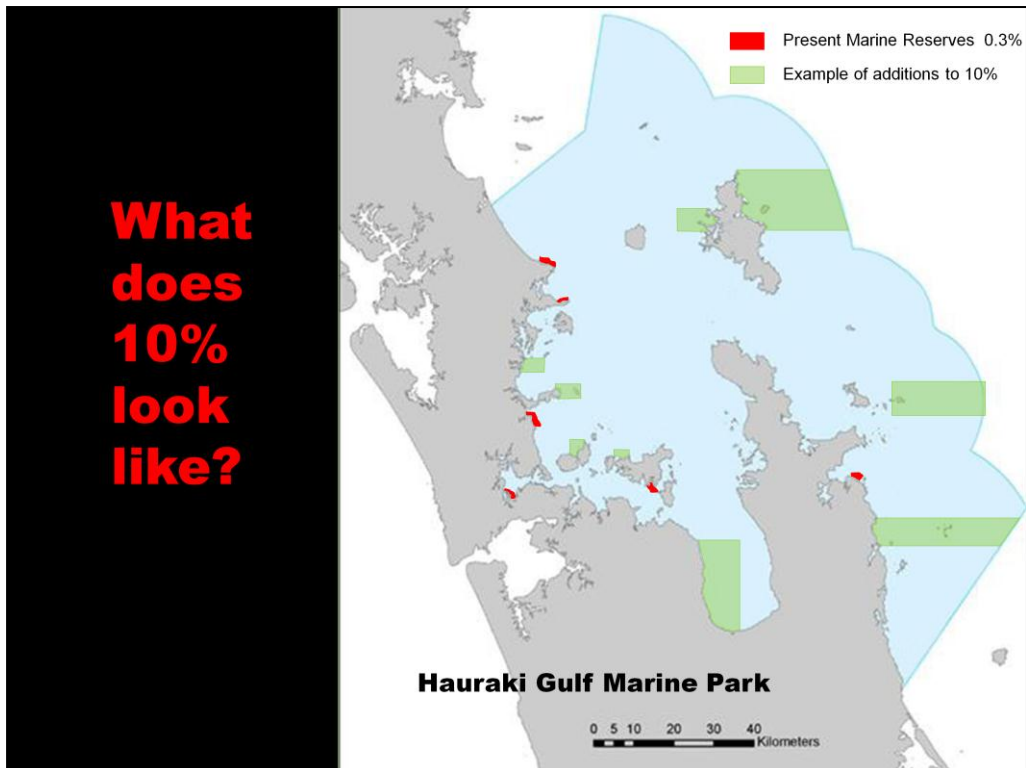 What
does
10%
look
like?
Present Marine Reserves 0.3%
Example of additions to 10%
Hauraki Gulf Marine Park
0 5 10 20 30 40
Kilometers